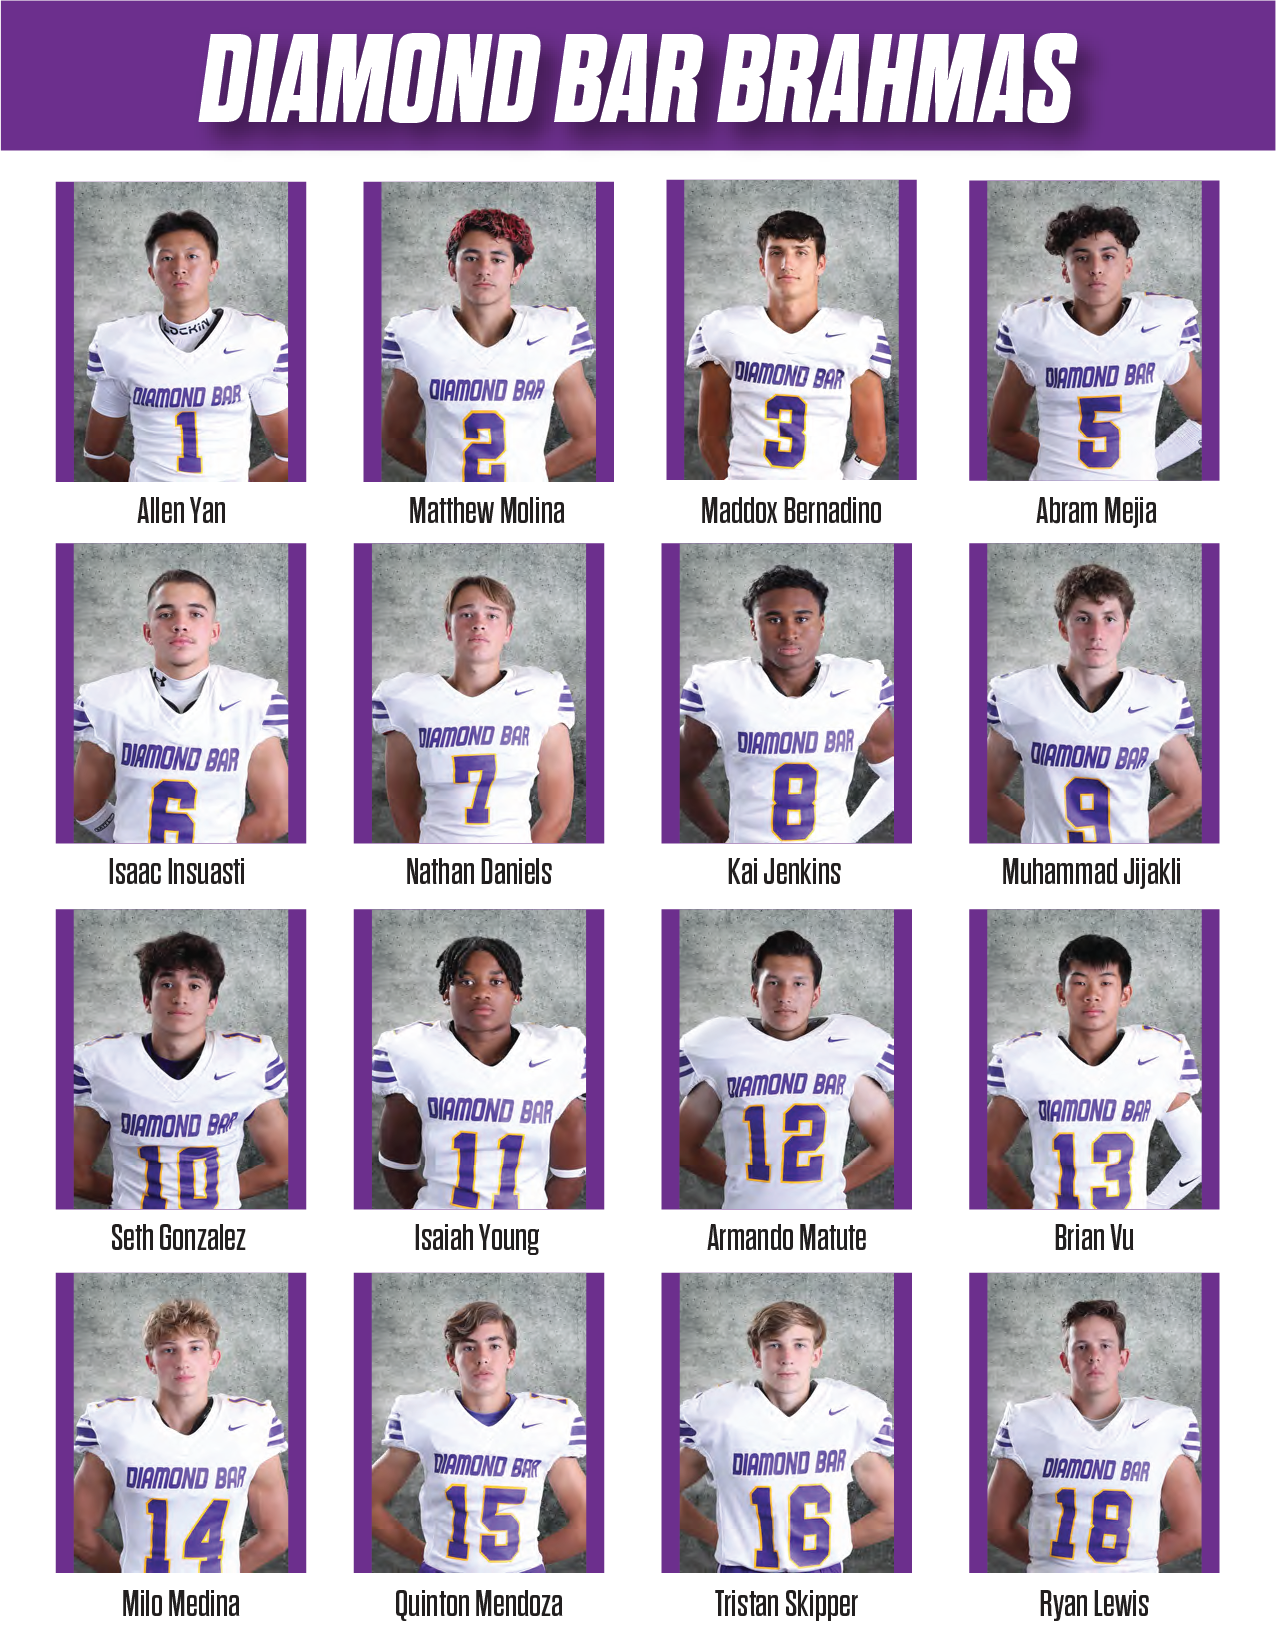 DIAMOND BAR BRAHMAS
LOCKIN
DIAMOND BAR
1
DIAMOND BAR
2
DIAMOND BAR
3
DIAMOND BAR
5
Allen Yan
Matthew Molina
Maddox Bernadino
Abram Mejia
DIAMOND BAR
6
DIAMOND BAR
7
DIAMOND BAR
8
DIAMOND BAR
9
Isaac Insuasti
Nathan Daniels
Kai Jenkins
Muhammad Jijakli
DIAMOND BAR
10
DIAMOND BAR
11
DIAMOND BAR
12
DIAMOND BAR
13
Seth Gonzalez
Isaiah Young
Armando Matute
Brian Vu
DIAMOND BAR
14
DIAMOND BAR
15
DIAMOND BAR
16
DIAMOND BAR
18
Milo Medina
Quinton Mendoza
Tristan Skipper
Ryan Lewis